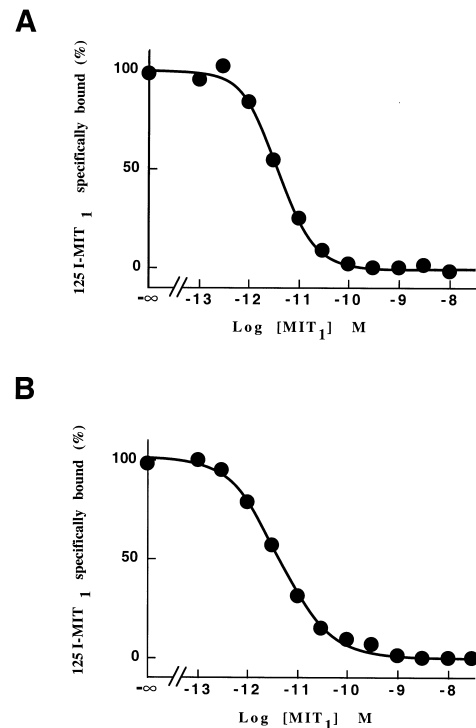 A
125 I-MIT 1 specifically bound (%)
100
50
0
-∞ -13 -12 -11 -10 -9 -8
Log [MIT1] M
B
125 I-MIT 1 specifically bound (%)
100
50
0
-∞ -13 -12 -11 -10 -9 -8
Log [MIT1] M